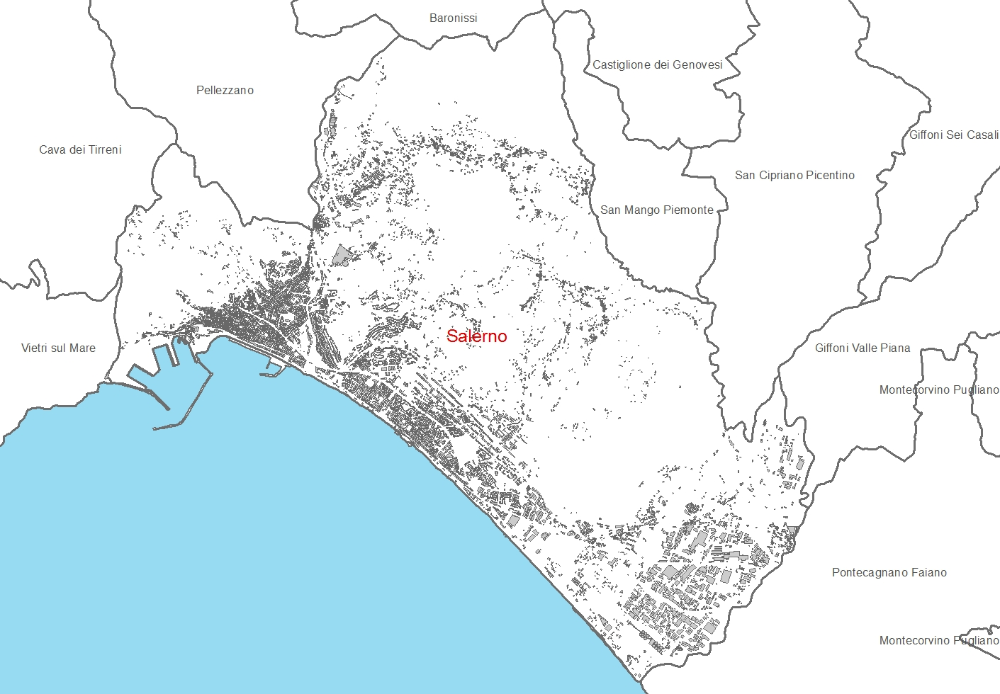 Baronissi
Castiglione dei Genovesi
Pellezzano
Giffoni Sei Casali
Cava dei Tirreni
San Cipriano Picentino
San Mango Piemonte
Salerno
Vietri sul Mare
Giffoni Valle Piana
Montecorvino Pugliano
Pontecagnano Faiano
Montecorvino Pugliano